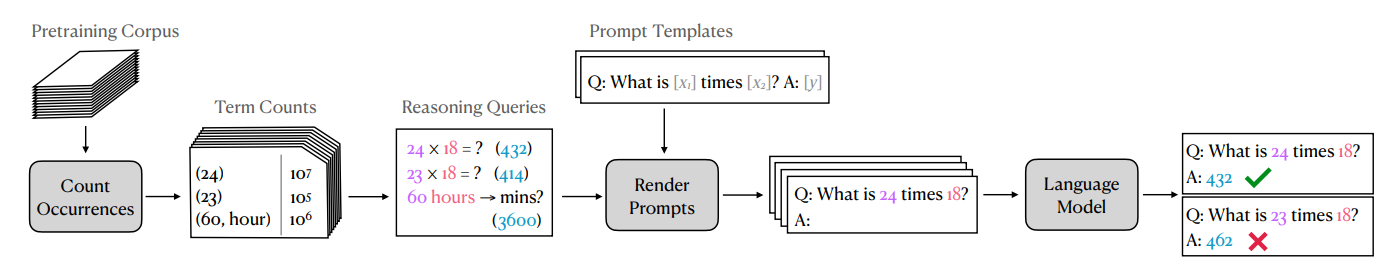 Pretraining Corpus
Count
Occurrences
Term Counts
(24) 10⁷
(23) 10⁵
(60, hour) 10⁶
Reasoning Queries
24 × 18 = ? (432)
23 × 18 = ? (414)
60 hours → mins?
(3600)
Prompt Templates
Q: What is [x₁] times [x₂]? A: [y]
Render
Prompts
Q: What is 24 times 18?
A:
Language
Model
Q: What is 24 times 18?
A: 432 ✓
Q: What is 23 times 18?
A: 462 ✗